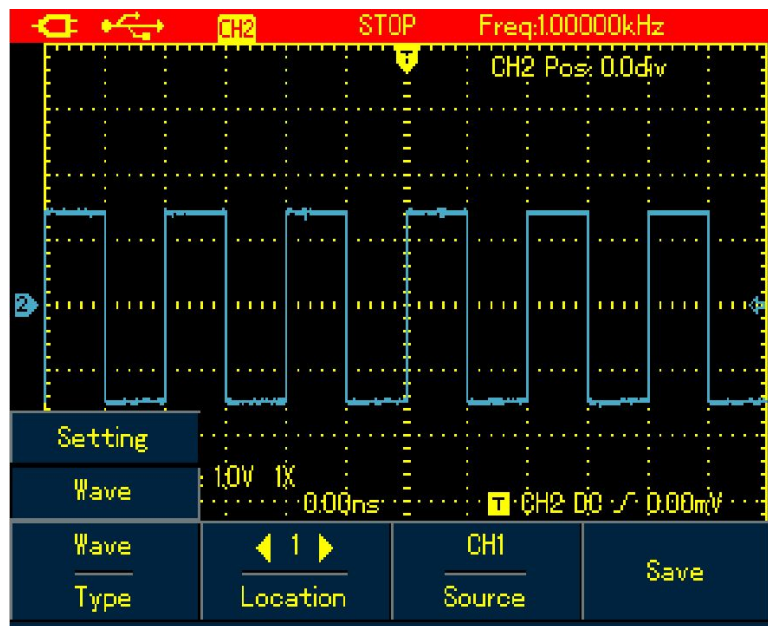 CH2 STOP Freq:1.00000kHz
T
CH2 Pos: 0.0div
2
Setting
Wave
: 1.0V 1X
0.00ns
T CH2 DC 0.00mV
Wave
Type
1
Location
CH1
Source
Save